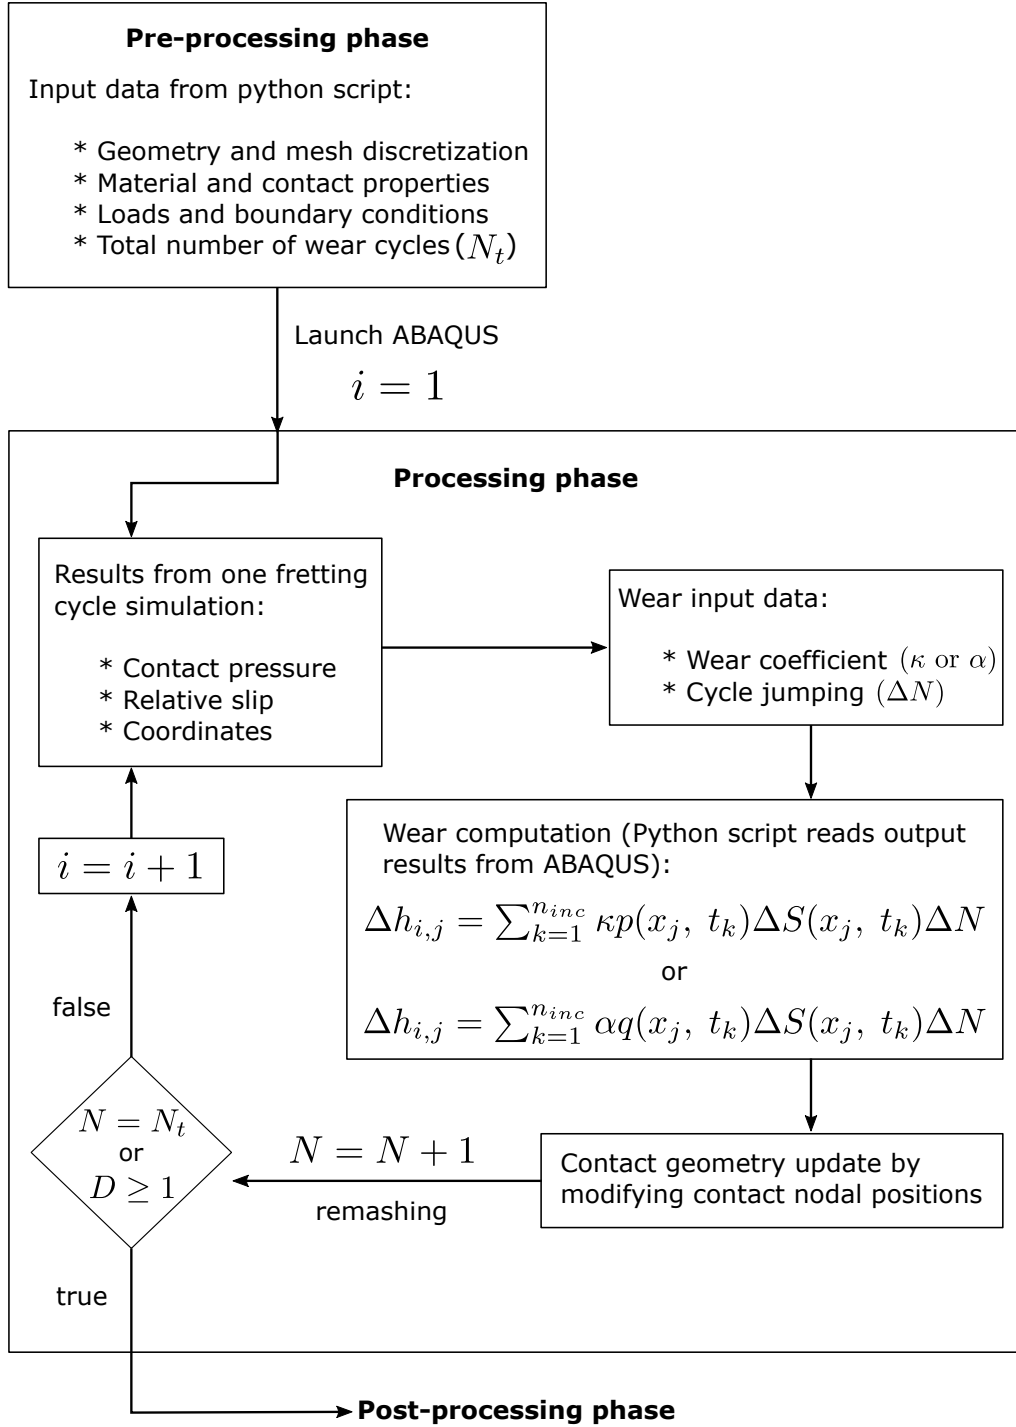 Pre-processing phase
Input data from python script:
* Geometry and mesh discretization
* Material and contact properties
* Loads and boundary conditions
* Total number of wear cycles (N_t)
Launch ABAQUS
i = 1
Processing phase
Results from one fretting
cycle simulation:
* Contact pressure
* Relative slip
* Coordinates
Wear input data:
* Wear coefficient (κ or α)
* Cycle jumping (ΔN)
Wear computation (Python script reads output
results from ABAQUS):
Δh_{i,j} = ∑_{k=1}^{n_{inc}} κp(x_j, t_k)ΔS(x_j, t_k)ΔN
or
Δh_{i,j} = ∑_{k=1}^{n_{inc}} αq(x_j, t_k)ΔS(x_j, t_k)ΔN
Contact geometry update by
modifying contact nodal positions
N = N + 1
remashing
N = N_t
or
D ≥ 1
false
i = i + 1
true
Post-processing phase